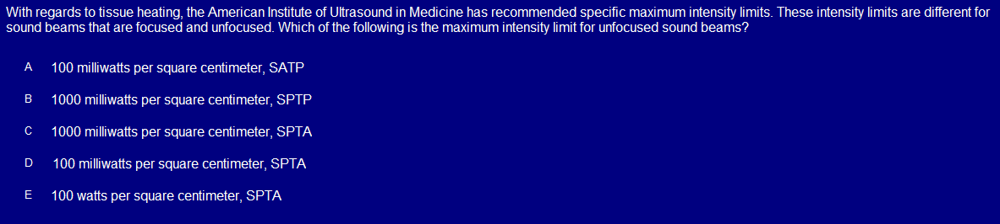 With regards to tissue heating, the American Institute of Ultrasound in Medicine has recommended specific maximum intensity limits. These intensity limits are different for
sound beams that are focused and unfocused. Which of the following is the maximum intensity limit for unfocused sound beams?
A 100 milliwatts per square centimeter, SATP
B 1000 milliwatts per square centimeter, SPTP
C 1000 milliwatts per square centimeter, SPTA
D 100 milliwatts per square centimeter, SPTA
E 100 watts per square centimeter, SPTA